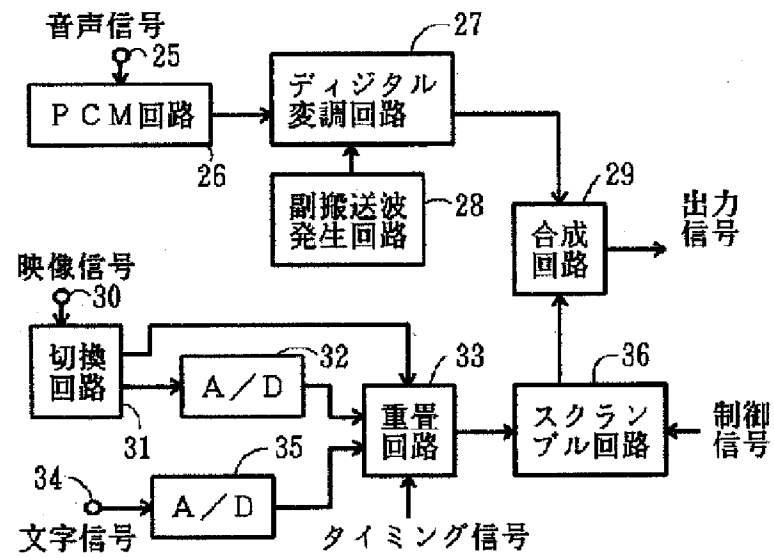 音声信号
25
27
PCM回路
ディジタル
変調回路
26
副搬送波
発生回路
28
29
合成
回路
出力
信号
映像信号
30
切換
回路
31
A/D
32
33
重畳
回路
36
スクラン
ブル回路
制御
信号
34
文字信号
35
A/D
タイミング信号